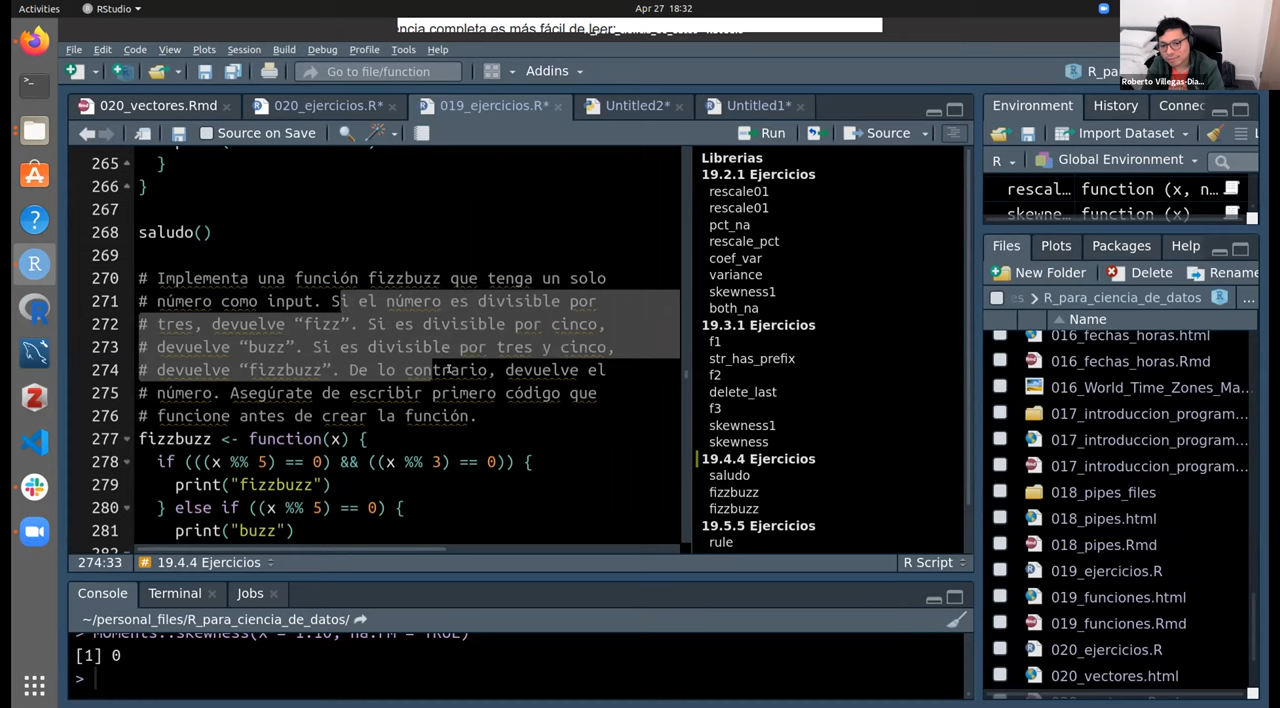 Activities
RStudio
Apr 27 18:32
encia completa es más fácil de leer:
Roberto Villegas-Dia...
File Edit Code View Plots Session Build Debug Profile Tools Help
Go to file/function
Addins
R_pa
020_vectores.Rmd
020_ejercicios.R*
019_ejercicios.R*
Untitled2*
Untitled1*
Source on Save
Run
Source
265 }
266 }
267
268 saludo()
269
270 # Implementa una función fizzbuzz que tenga un solo
271 # número como input. Si el número es divisible por
272 # tres, devuelve “fizz”. Si es divisible por cinco,
273 # devuelve “buzz”. Si es divisible por tres y cinco,
274 # devuelve “fizzbuzz”. De lo contrario, devuelve el
275 # número. Asegúrate de escribir primero código que
276 # funcione antes de crear la función.
277 fizzbuzz <- function(x) {
278 if (((x %% 5) == 0) && ((x %% 3) == 0)) {
279 print("fizzbuzz")
280 } else if ((x %% 5) == 0) {
281 print("buzz")
282
274:33
19.4.4 Ejercicios
R Script
Librerias
19.2.1 Ejercicios
rescale01
rescale01
pct_na
rescale_pct
coef_var
variance
skewness1
both_na
19.3.1 Ejercicios
f1
str_has_prefix
f2
delete_last
f3
skewness1
skewness
19.4.4 Ejercicios
saludo
fizzbuzz
fizzbuzz
19.5.5 Ejercicios
rule
Console
Terminal
Jobs
~/personal_files/R_para_ciencia_de_datos/
> Moments::skewness(x = 1:10, na.rm = TRUE)
[1] 0
>
Environment
History
Connec
Import Dataset
R
Global Environment
rescal... function (x, n...
skewne... function (x)
Files
Plots
Packages
Help
New Folder
Delete
Rename
es
R_para_ciencia_de_datos
...
Name
016_fechas_horas.html
016_fechas_horas.Rmd
016_World_Time_Zones_Ma...
017_introduccion_program...
017_introduccion_program...
017_introduccion_program...
018_pipes_files
018_pipes.html
018_pipes.Rmd
019_ejercicios.R
019_funciones.html
019_funciones.Rmd
020_ejercicios.R
020_vectores.html